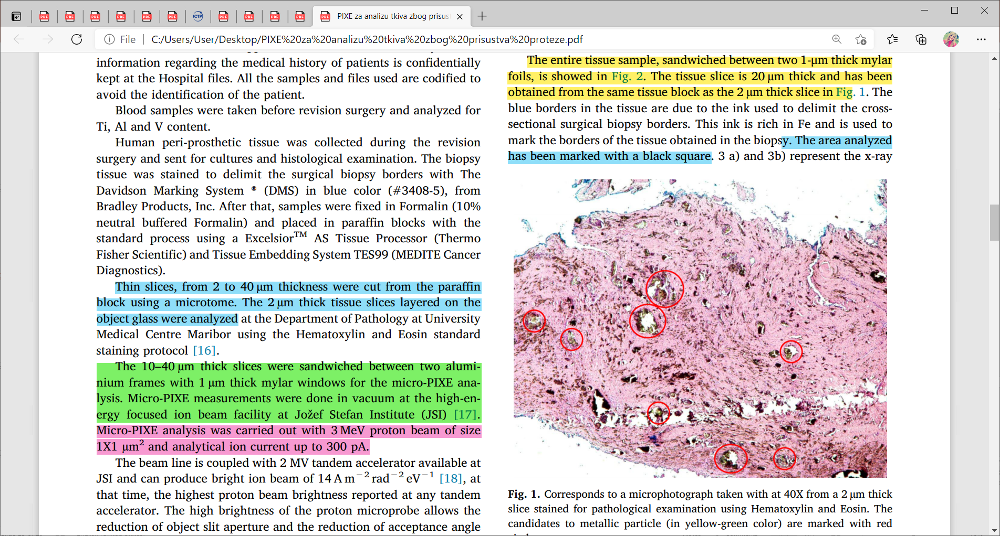 PDF
PDF
PDF
PDF
PDF
PDF
ICTP
PDF
PDF
PDF
PDF
PDF
PIXE za analizu tkiva zbog prisust
File
C:/Users/User/Desktop/PIXE%20za%20analizu%20tkiva%20zbog%20prisustva%20proteze.pdf
information regarding the medical history of patients is confidentially
kept at the Hospital files. All the samples and files used are codified to
avoid the identification of the patient.
Blood samples were taken before revision surgery and analyzed for
Ti, Al and V content.
Human peri-prosthetic tissue was collected during the revision
surgery and sent for cultures and histological examination. The biopsy
tissue was stained to delimit the surgical biopsy borders with The
Davidson Marking System ® (DMS) in blue color (#3408-5), from
Bradley Products, Inc. After that, samples were fixed in Formalin (10%
neutral buffered Formalin) and placed in paraffin blocks with the
standard process using a Excelsior™ AS Tissue Processor (Thermo
Fisher Scientific) and Tissue Embedding System TES99 (MEDITE Cancer
Diagnostics).
Thin slices, from 2 to 40 μm thickness were cut from the paraffin
block using a microtome. The 2 μm thick tissue slices layered on the
object glass were analyzed at the Department of Pathology at University
Medical Centre Maribor using the Hematoxylin and Eosin standard
staining protocol [16].
The 10–40 μm thick slices were sandwiched between two alumi-
nium frames with 1 μm thick mylar windows for the micro-PIXE ana-
lysis. Micro-PIXE measurements were done in vacuum at the high-en-
ergy focused ion beam facility at Jožef Stefan Institute (JSI) [17].
Micro-PIXE analysis was carried out with 3 MeV proton beam of size
1X1 μm² and analytical ion current up to 300 pA.
The beam line is coupled with 2 MV tandem accelerator available at
JSI and can produce bright ion beam of 14 A m⁻² rad⁻² eV⁻¹ [18], at
that time, the highest proton beam brightness reported at any tandem
accelerator. The high brightness of the proton microprobe allows the
reduction of object slit aperture and the reduction of acceptance angle
The entire tissue sample, sandwiched between two 1-μm thick mylar
foils, is showed in Fig. 2. The tissue slice is 20 μm thick and has been
obtained from the same tissue block as the 2 μm thick slice in Fig. 1. The
blue borders in the tissue are due to the ink used to delimit the cross-
sectional surgical biopsy borders. This ink is rich in Fe and is used to
mark the borders of the tissue obtained in the biopsy. The area analyzed
has been marked with a black square. 3 a) and 3b) represent the x-ray
Fig. 1. Corresponds to a microphotograph taken with at 40X from a 2 μm thick
slice stained for pathological examination using Hematoxylin and Eosin. The
candidates to metallic particle (in yellow-green color) are marked with red